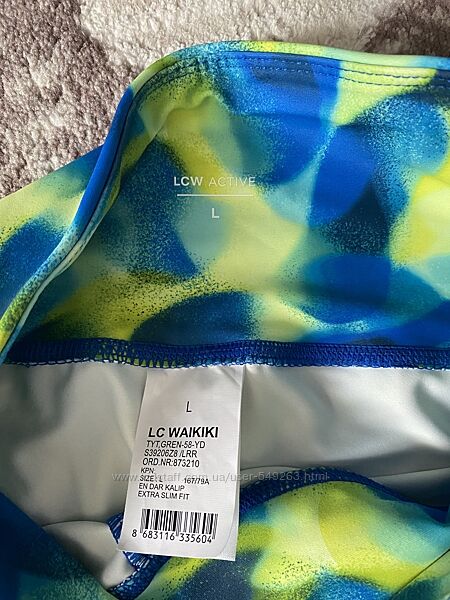 LCW ACTIVE
L
L
LC WAIKIKI
TYT,GREN-58-YD
S39206Z8 /LRR
ORD.NR:873210
KPN.
SIZE: L 167/79A
EN DAR KALIP
EXTRA SLIM FIT
8 683116 335604